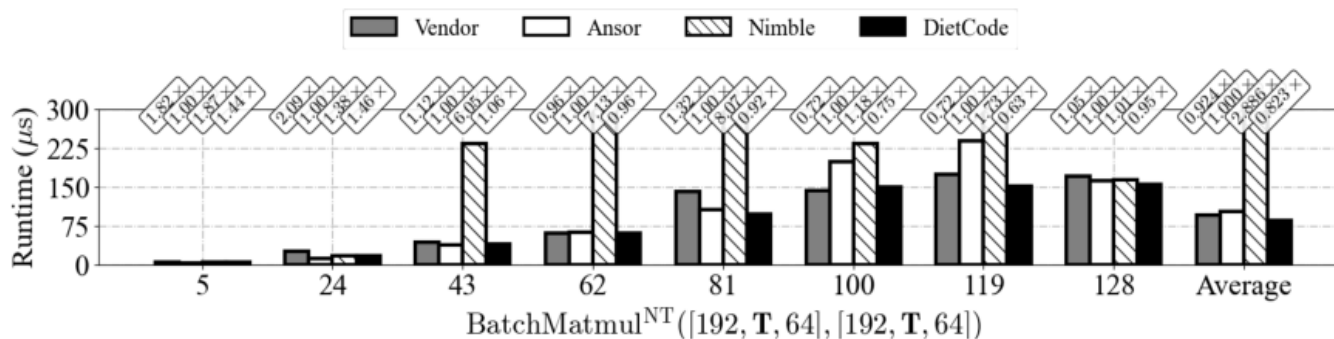 Vendor Ansor Nimble DietCode
1.82 × 1.00 × 1.87 × 1.44 × 2.09 × 1.00 × 1.38 × 1.46 × 1.12 × 1.00 × 6.05 × 1.06 × 0.96 × 1.00 × 7.13 × 0.96 × 1.32 × 1.00 × 8.07 × 0.92 × 0.72 × 1.00 × 1.18 × 0.75 × 0.72 × 1.00 × 1.73 × 0.63 × 1.05 × 1.00 × 1.01 × 0.95 × 0.924 × 1.000 × 2.886 × 0.823 ×
Runtime (μs)
300
225
150
75
0
5 24 43 62 81 100 119 128 Average
BatchMatmul^NT([192, T, 64], [192, T, 64])